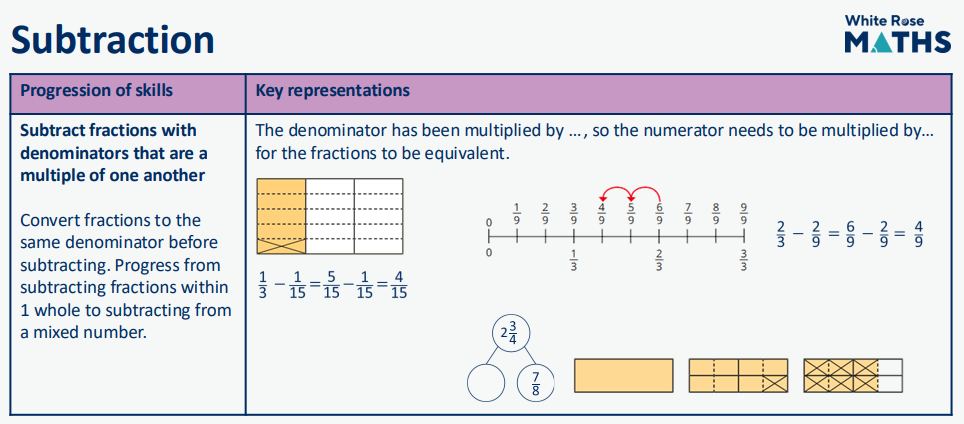 Subtraction
White Rose
MATHS
Progression of skills
Key representations
Subtract fractions with
denominators that are a
multiple of one another
Convert fractions to the
same denominator before
subtracting. Progress from
subtracting fractions within
1 whole to subtracting from
a mixed number.
The denominator has been multiplied by ..., so the numerator needs to be multiplied by...
for the fractions to be equivalent.
1/3 − 1/15 = 5/15 − 1/15 = 4/15
0 1/9 2/9 3/9 4/9 5/9 6/9 7/9 8/9 9/9
0 1/3 2/3 3/3
2/3 − 2/9 = 6/9 − 2/9 = 4/9
2 3/4
7/8